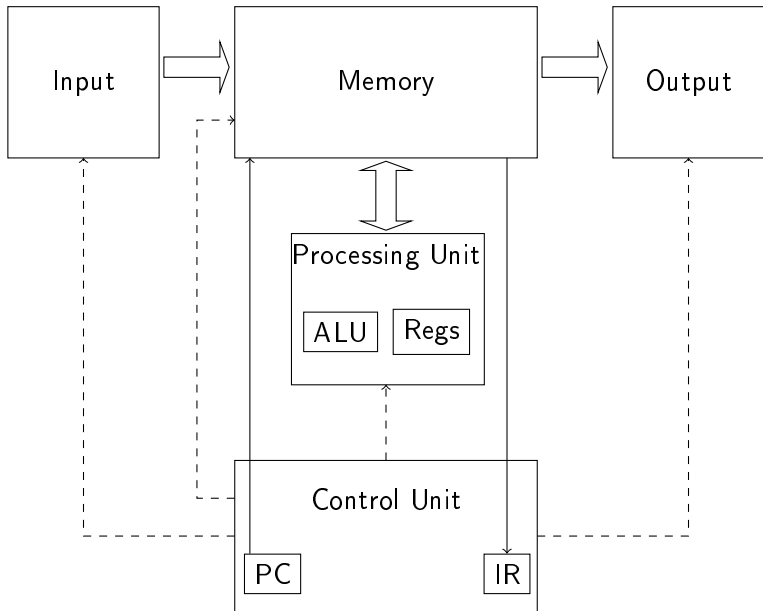 Input
Memory
Output
Processing Unit
ALU
Regs
Control Unit
PC
IR